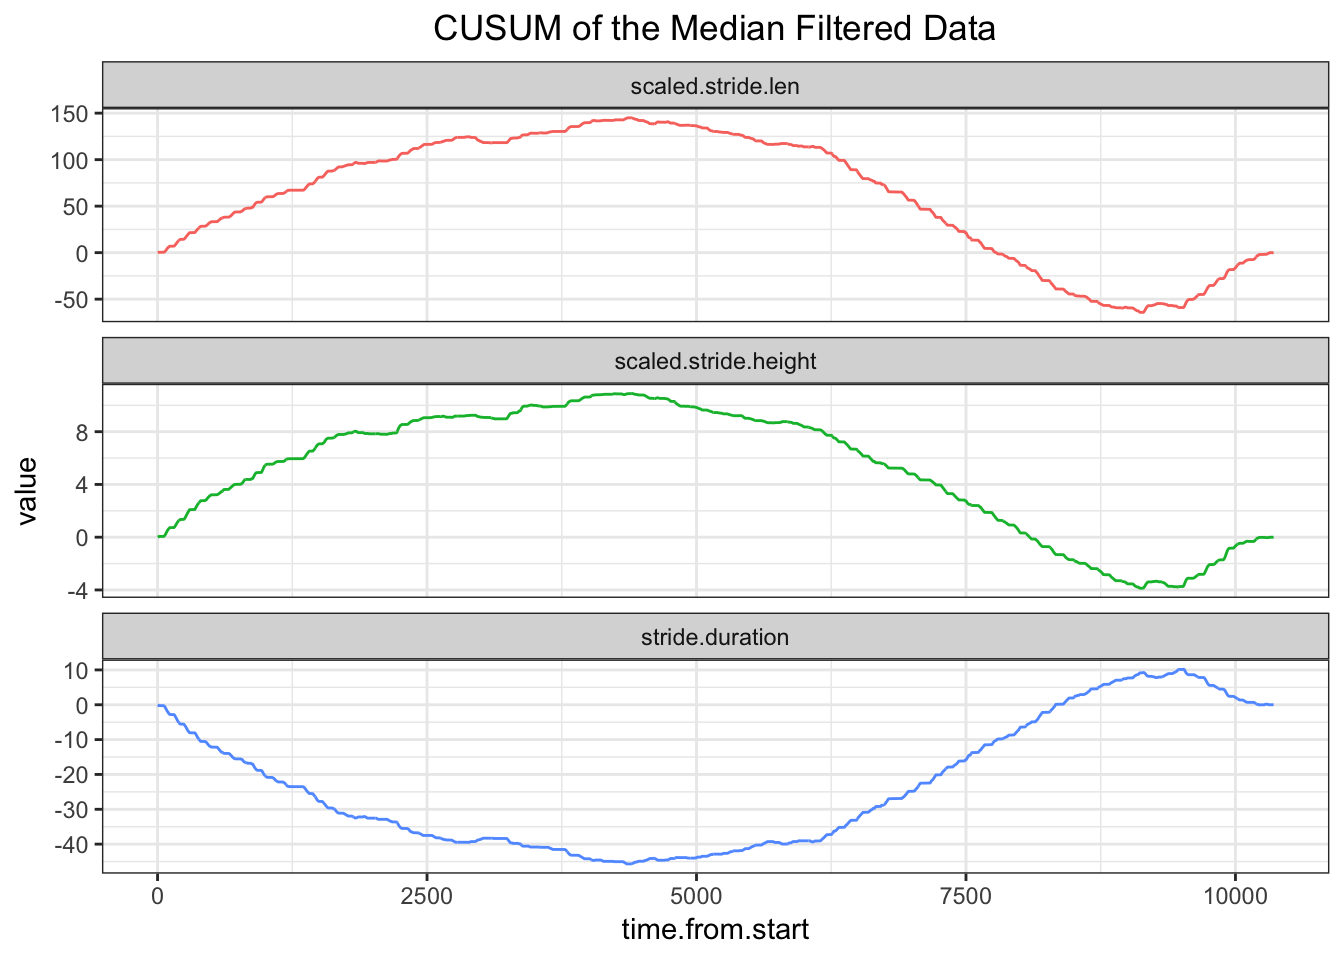 CUSUM of the Median Filtered Data
scaled.stride.len
150
100
50
0
-50
scaled.stride.height
8
4
0
-4
value
stride.duration
10
0
-10
-20
-30
-40
0 2500 5000 7500 10000
time.from.start